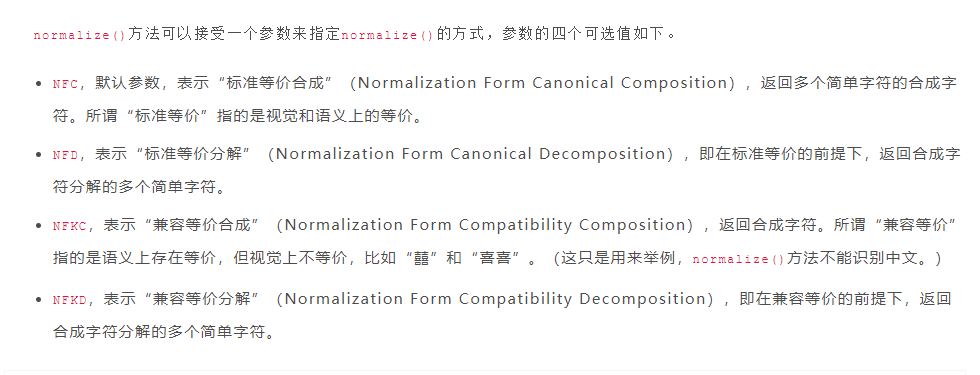 normalize()方法可以接受一个参数来指定normalize()的方式，参数的四个可选值如下。
• NFC，默认参数，表示“标准等价合成”（Normalization Form Canonical Composition），返回多个简单字符的合成字
符。所谓“标准等价”指的是视觉和语义上的等价。
• NFD，表示“标准等价分解”（Normalization Form Canonical Decomposition），即在标准等价的前提下，返回合成字
符分解的多个简单字符。
• NFKC，表示“兼容等价合成”（Normalization Form Compatibility Composition），返回合成字符。所谓“兼容等价”
指的是语义上存在等价，但视觉上不等价，比如“囍”和“喜喜”。（这只是用来举例，normalize()方法不能识别中文。）
• NFKD，表示“兼容等价分解”（Normalization Form Compatibility Decomposition），即在兼容等价的前提下，返回
合成字符分解的多个简单字符。